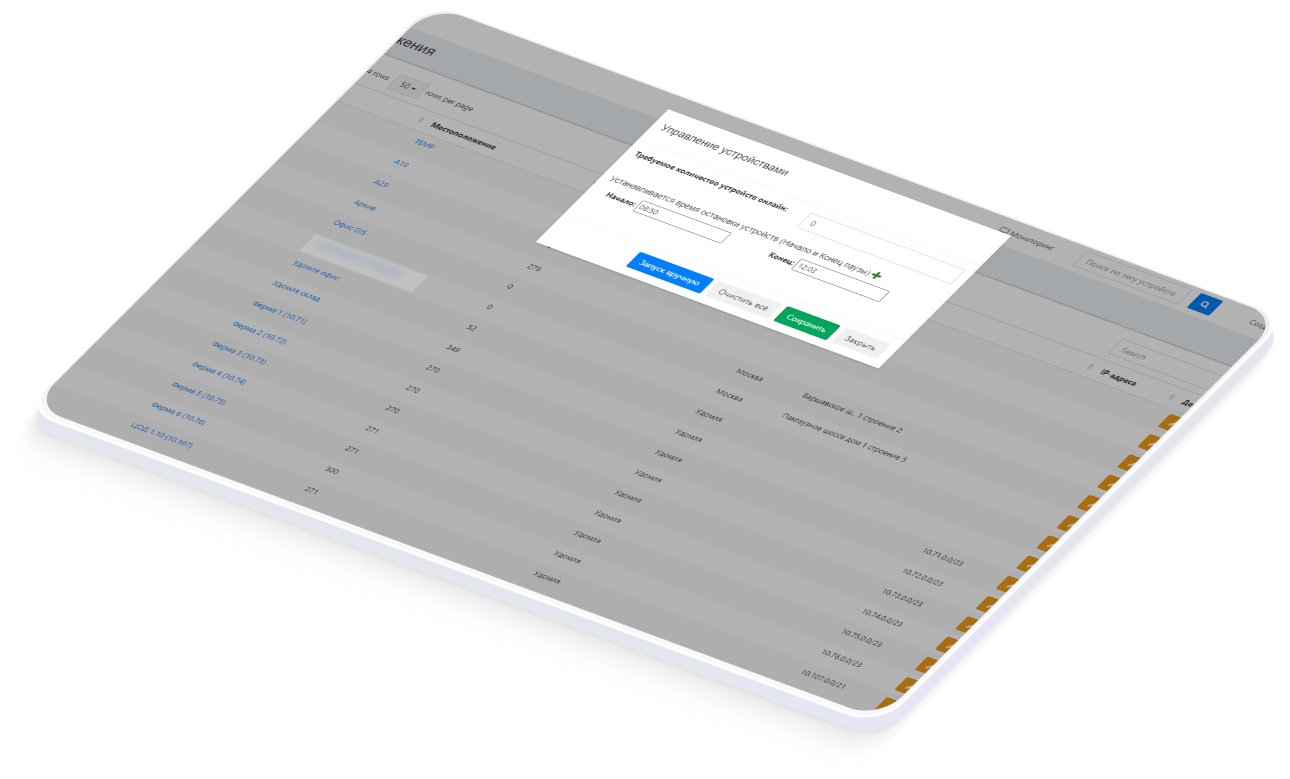 жения
4 rows 50 rows per page
Мониторинг
Поиск по тегу устройств
Search
Местоположение
IP-адреса
TEMP
A19
A29
Архив
Офис GIS
Удомля офис
Удомля склад
Ферма 1 (10.71)
Ферма 2 (10.72)
Ферма 3 (10.73)
Ферма 4 (10.74)
Ферма 5 (10.75)
Ферма 6 (10.76)
ЦОД 1.10 (10.107)
279
0
0
52
349
270
270
270
271
271
300
271
Москва Варшавское ш. 1 строение 2
Москва Пакгаузное шоссе дом 1 строение 5
Удомля
Удомля
Удомля
Удомля
Удомля
Удомля
Удомля
Удомля
Удомля
10.71.0.0/23
10.72.0.0/23
10.73.0.0/23
10.74.0.0/23
10.75.0.0/23
10.76.0.0/23
10.107.0.0/21
Управление устройствами
Требуемое количество устройств онлайн: 0
Устанавливается время остановки устройств (Начало и Конец паузы)
Начало: 08:50 Конец: 12:03
Запуск вручную Очистить всё Сохранить Закрыть